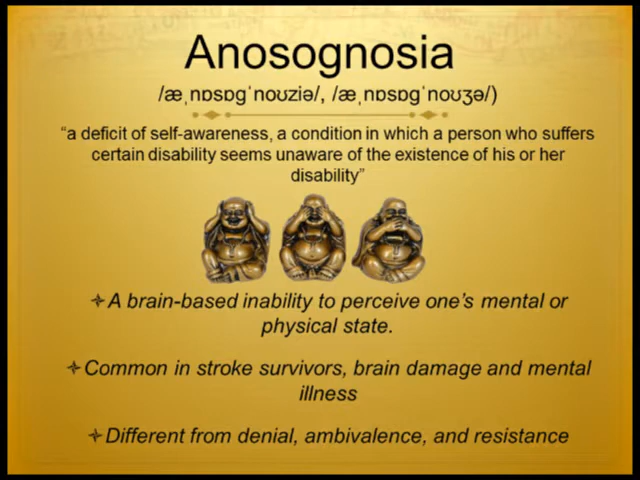 Anosognosia
/æˌnɒsɒɡˈnoʊziə/, /æˌnɒsɒɡˈnoʊʒə/)
“a deficit of self-awareness, a condition in which a person who suffers
certain disability seems unaware of the existence of his or her
disability”
A brain-based inability to perceive one’s mental or
physical state.
Common in stroke survivors, brain damage and mental
illness
Different from denial, ambivalence, and resistance